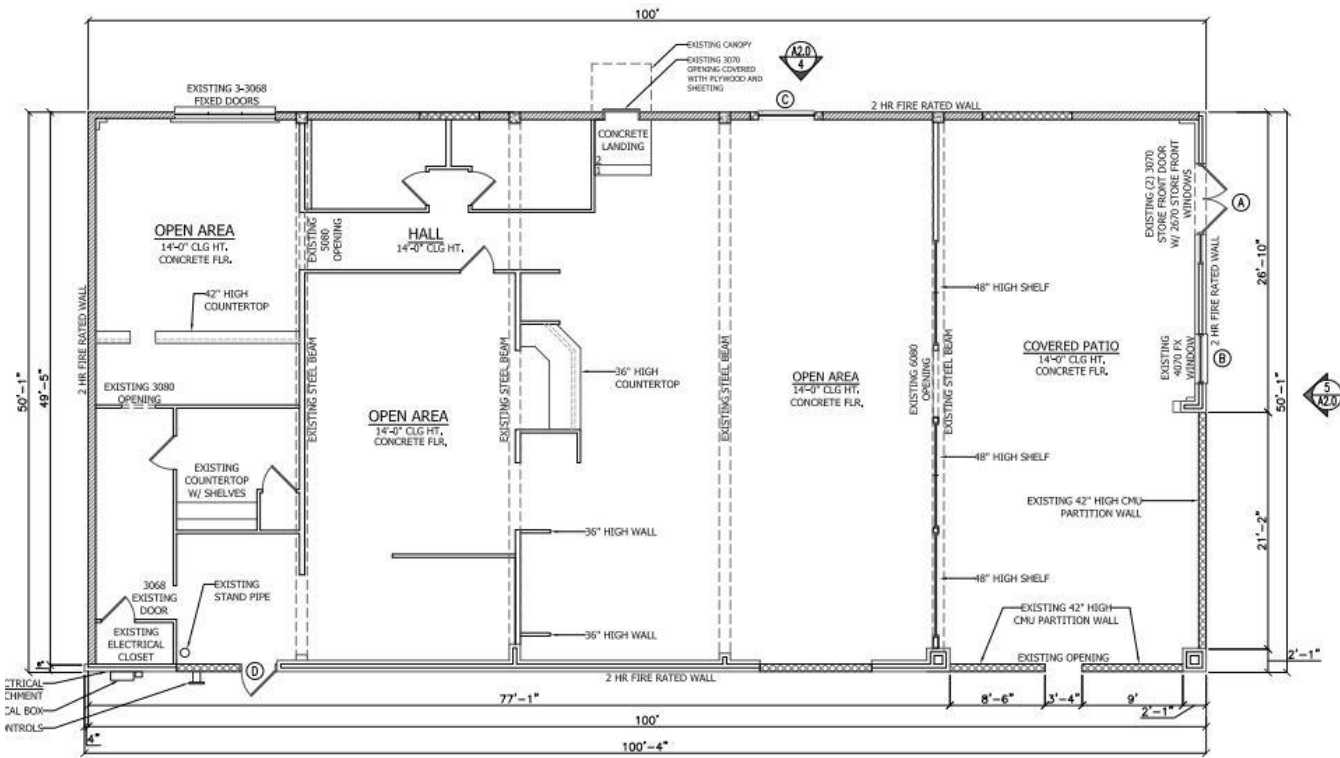 100'
EXISTING CANOPY
EXISTING 3070
OPENING COVERED
WITH PLYWOOD AND
SHEETING
A2.0
4
EXISTING 3-3068
FIXED DOORS
C
2 HR FIRE RATED WALL
CONCRETE
LANDING
2
1
OPEN AREA
14'-0" CLG HT.
CONCRETE FLR.
EXISTING
5080
OPENING
HALL
14'-0" CLG HT.
EXISTING (2) 3070
STORE FRONT DOOR
W/ 2670 STORE FRONT
WINDOWS
A
2 HR FIRE RATED WALL
26'-10"
42" HIGH
COUNTERTOP
48" HIGH SHELF
2 HR FIRE RATED WALL
50'-1"
49'-5"
EXISTING STEEL BEAM
EXISTING STEEL BEAM
EXISTING STEEL BEAM
EXISTING 6080
OPENING
EXISTING STEEL BEAM
COVERED PATIO
14'-0" CLG HT.
CONCRETE FLR.
EXISTING
4070 FX
WINDOW
B
36" HIGH
COUNTERTOP
OPEN AREA
14'-0" CLG HT.
CONCRETE FLR.
50'-1"
5
A2.0
EXISTING 3080
OPENING
OPEN AREA
14'-0" CLG HT.
CONCRETE FLR.
EXISTING
COUNTERTOP
W/ SHELVES
48" HIGH SHELF
EXISTING 42" HIGH CMU
PARTITION WALL
21'-2"
36" HIGH WALL
3068
EXISTING
DOOR
EXISTING
STAND PIPE
48" HIGH SHELF
EXISTING 42" HIGH
CMU PARTITION WALL
EXISTING
ELECTRICAL
CLOSET
36" HIGH WALL
EXISTING OPENING
2'-1"
D
2 HR FIRE RATED WALL
CTRICAL
CHMENT
CAL BOX
ONTROLS
77'-1"
8'-6"
3'-4"
9'
2'-1"
100'
4"
100'-4"